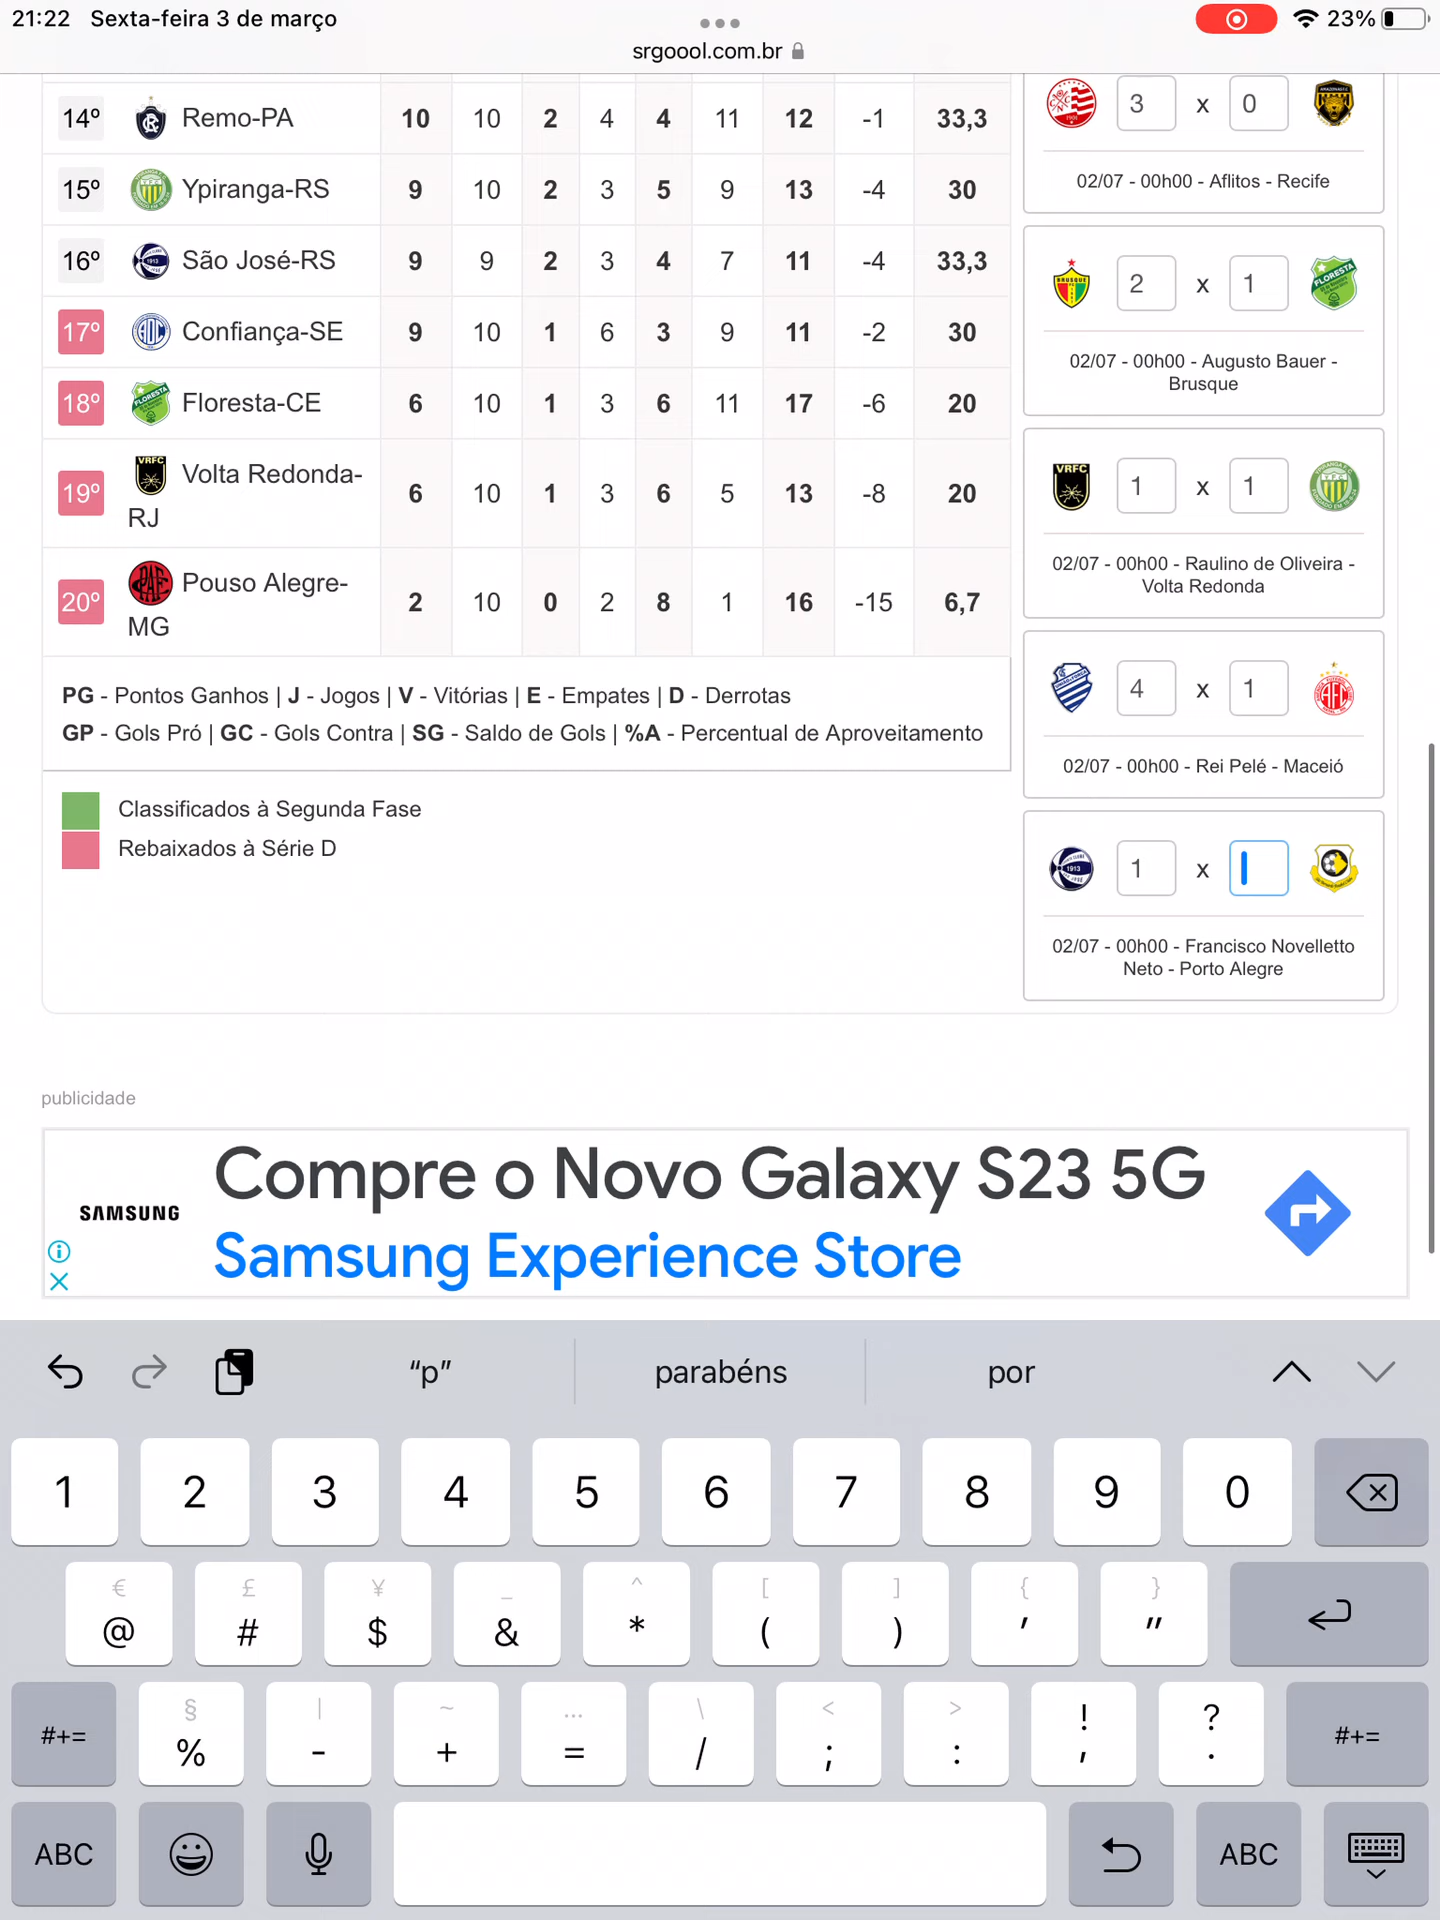 21:22 Sexta-feira 3 de março
23%
srgoool.com.br
14º Remo-PA 10 10 2 4 4 11 12 -1 33,3
15º Ypiranga-RS 9 10 2 3 5 9 13 -4 30
16º São José-RS 9 9 2 3 4 7 11 -4 33,3
17º Confiança-SE 9 10 1 6 3 9 11 -2 30
18º Floresta-CE 6 10 1 3 6 11 17 -6 20
19º Volta Redonda-
RJ 6 10 1 3 6 5 13 -8 20
20º Pouso Alegre-
MG 2 10 0 2 8 1 16 -15 6,7
PG - Pontos Ganhos | J - Jogos | V - Vitórias | E - Empates | D - Derrotas
GP - Gols Pró | GC - Gols Contra | SG - Saldo de Gols | %A - Percentual de Aproveitamento
Classificados à Segunda Fase
Rebaixados à Série D
3 x 0
02/07 - 00h00 - Aflitos - Recife
2 x 1
02/07 - 00h00 - Augusto Bauer -
Brusque
1 x 1
02/07 - 00h00 - Raulino de Oliveira -
Volta Redonda
4 x 1
02/07 - 00h00 - Rei Pelé - Maceió
1 x
02/07 - 00h00 - Francisco Novelletto
Neto - Porto Alegre
publicidade
SAMSUNG
Compre o Novo Galaxy S23 5G
Samsung Experience Store
“p” parabéns por
1 2 3 4 5 6 7 8 9 0
€ £ ¥ _ ^ [ ] { }
@ # $ & * ( ) ' "
§ | ~ ... \ < > ! ?
#+= % - + = / ; : , . #+=
ABC ABC